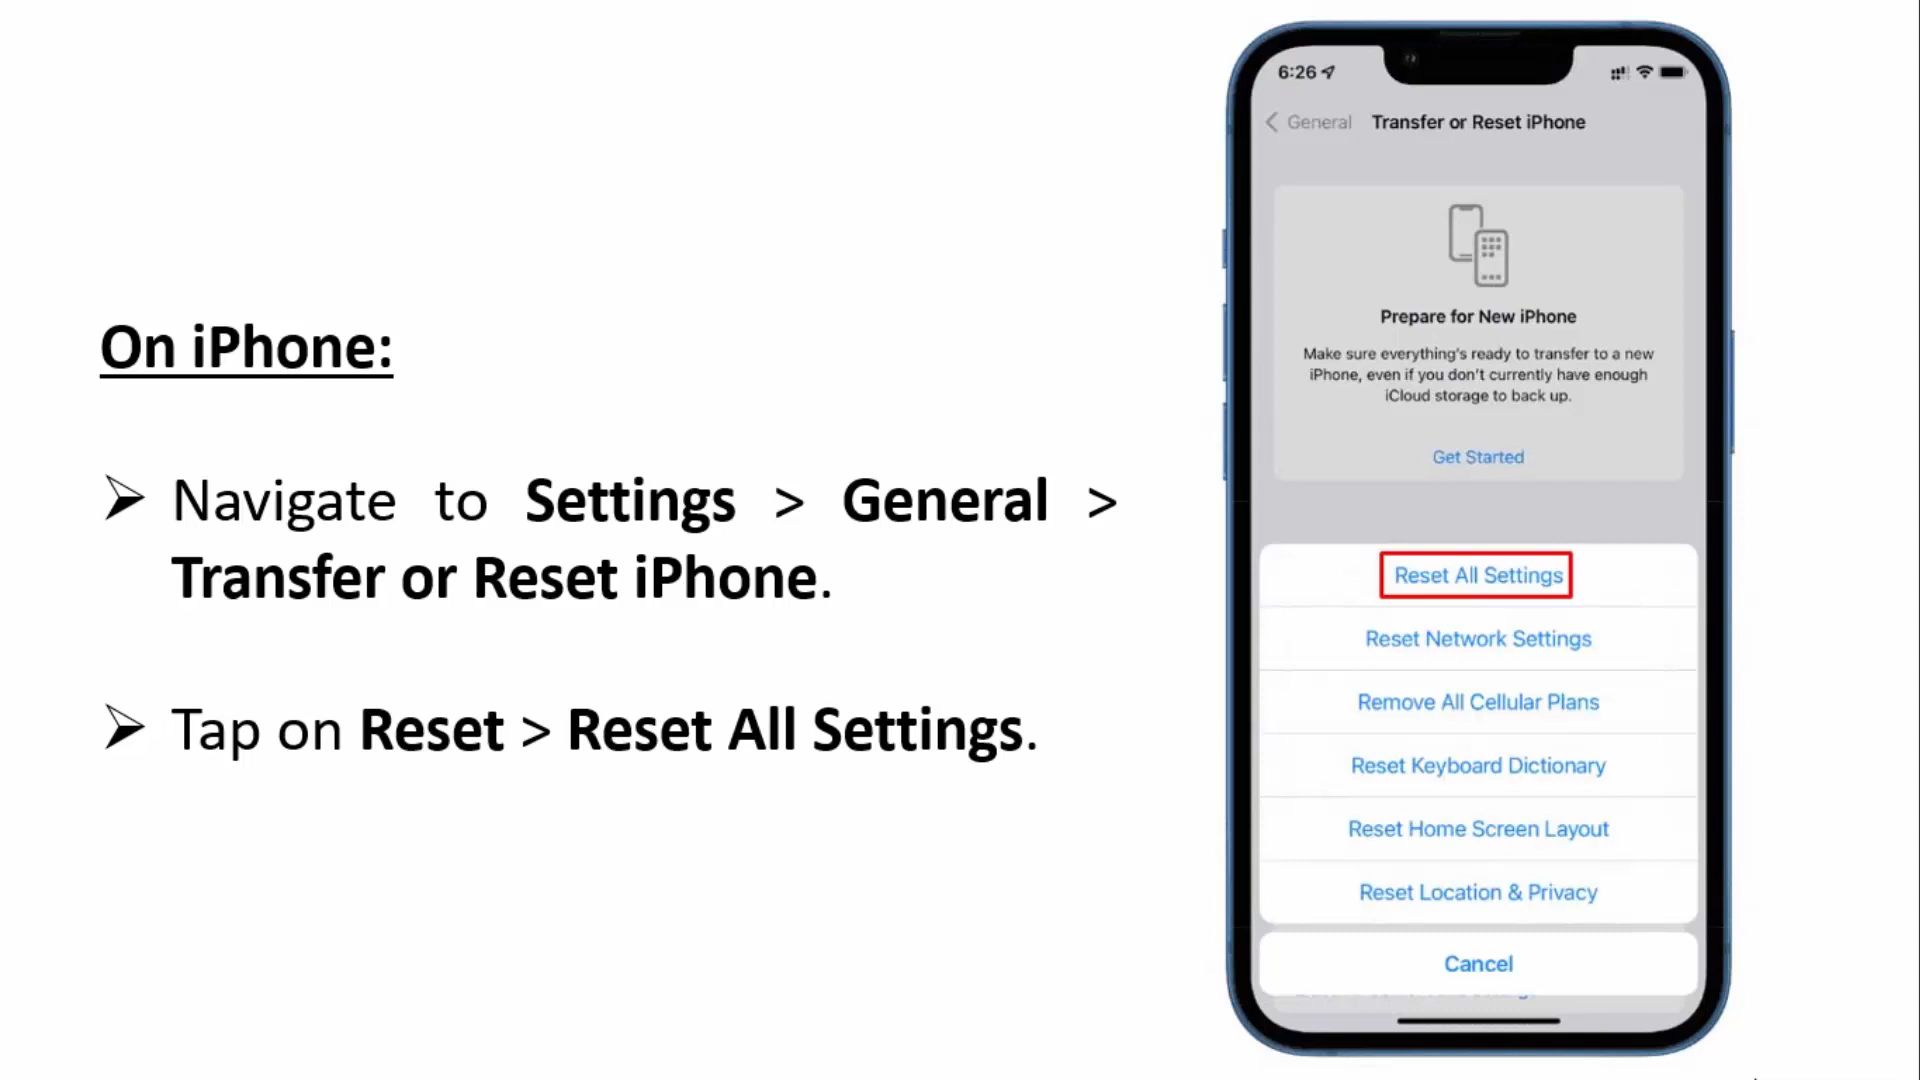 On iPhone:
➢ Navigate to Settings > General >
Transfer or Reset iPhone.
➢ Tap on Reset > Reset All Settings.
6:26
General
Transfer or Reset iPhone
Prepare for New iPhone
Make sure everything's ready to transfer to a new
iPhone, even if you don't currently have enough
iCloud storage to back up.
Get Started
Reset All Settings
Reset Network Settings
Remove All Cellular Plans
Reset Keyboard Dictionary
Reset Home Screen Layout
Reset Location & Privacy
Cancel